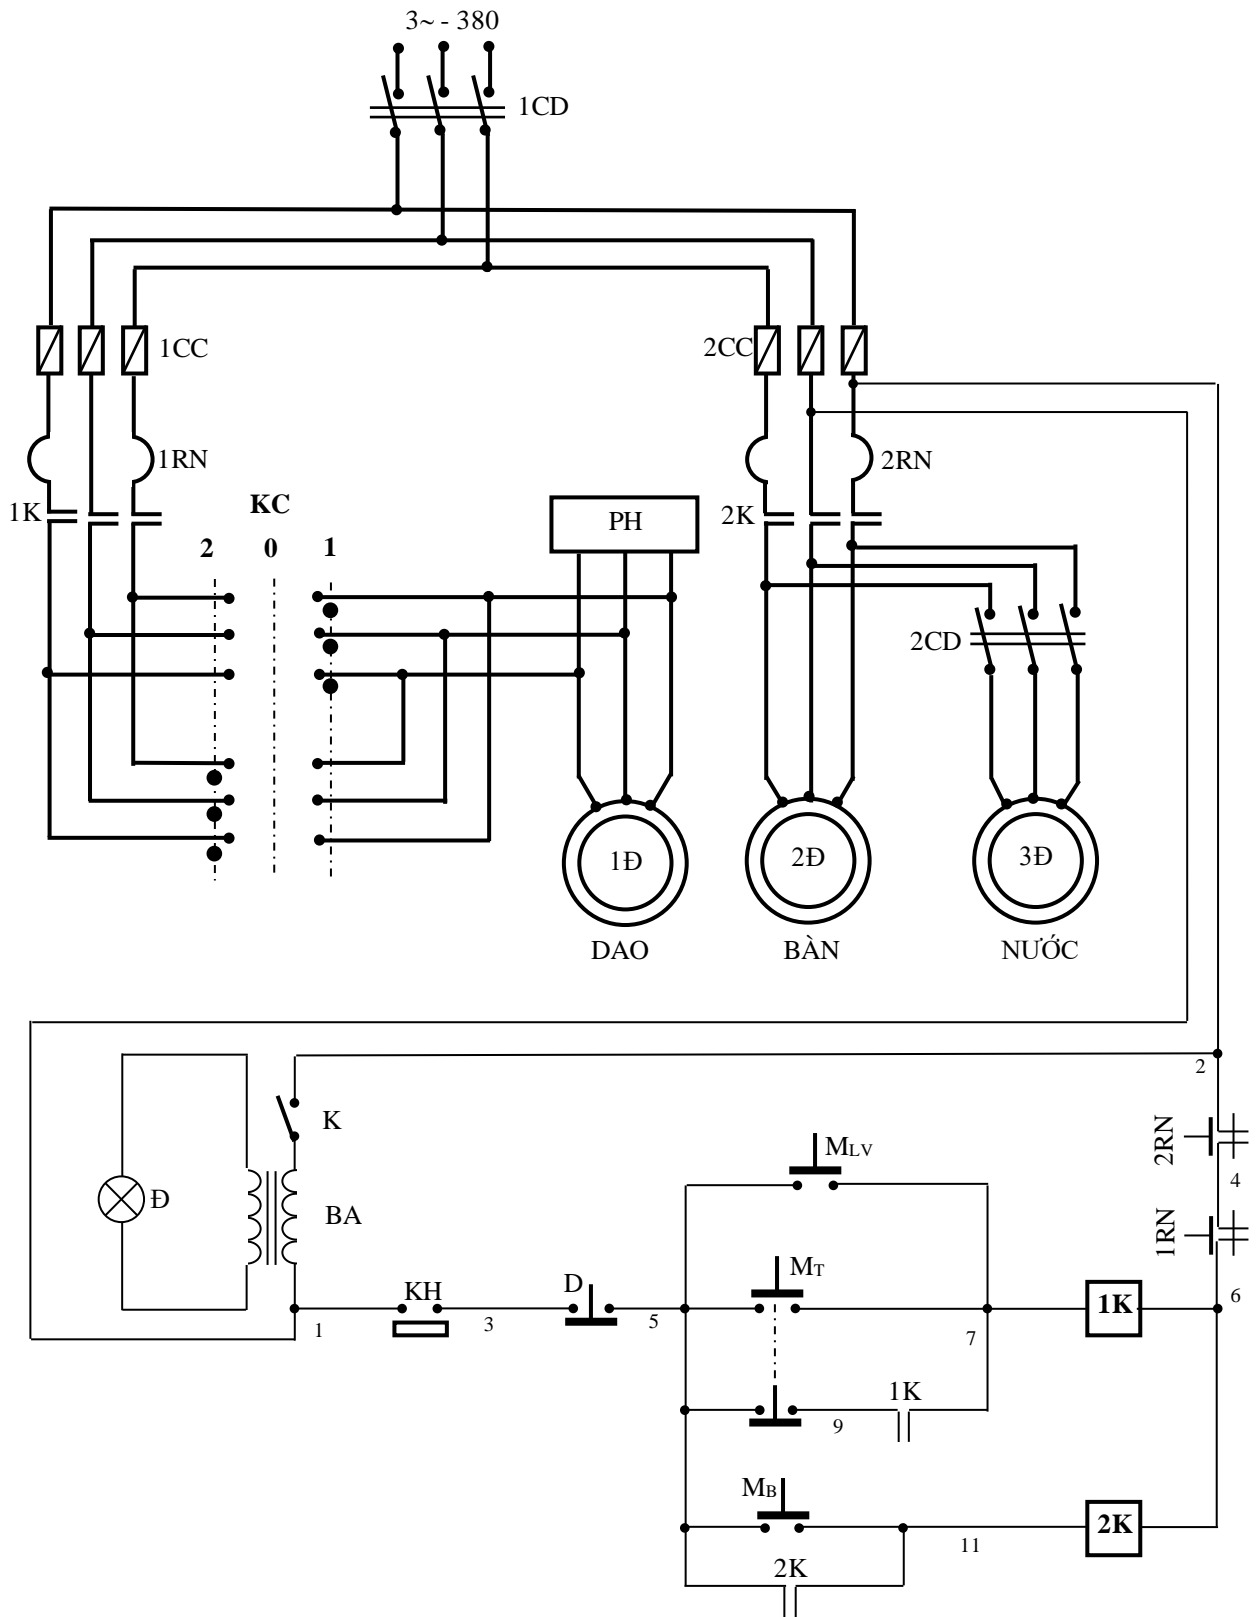 3~ - 380
1CD
1CC
2CC
1RN
2RN
1K
KC
PH
2K
2 0 1
2CD
1Đ
2Đ
3Đ
DAO
BÀN
NƯỚC
2
K
2RN
MLV
4
Đ
BA
1RN
MT
KH
D
1K
6
1
3
5
7
1K
9
MB
2K
11
2K